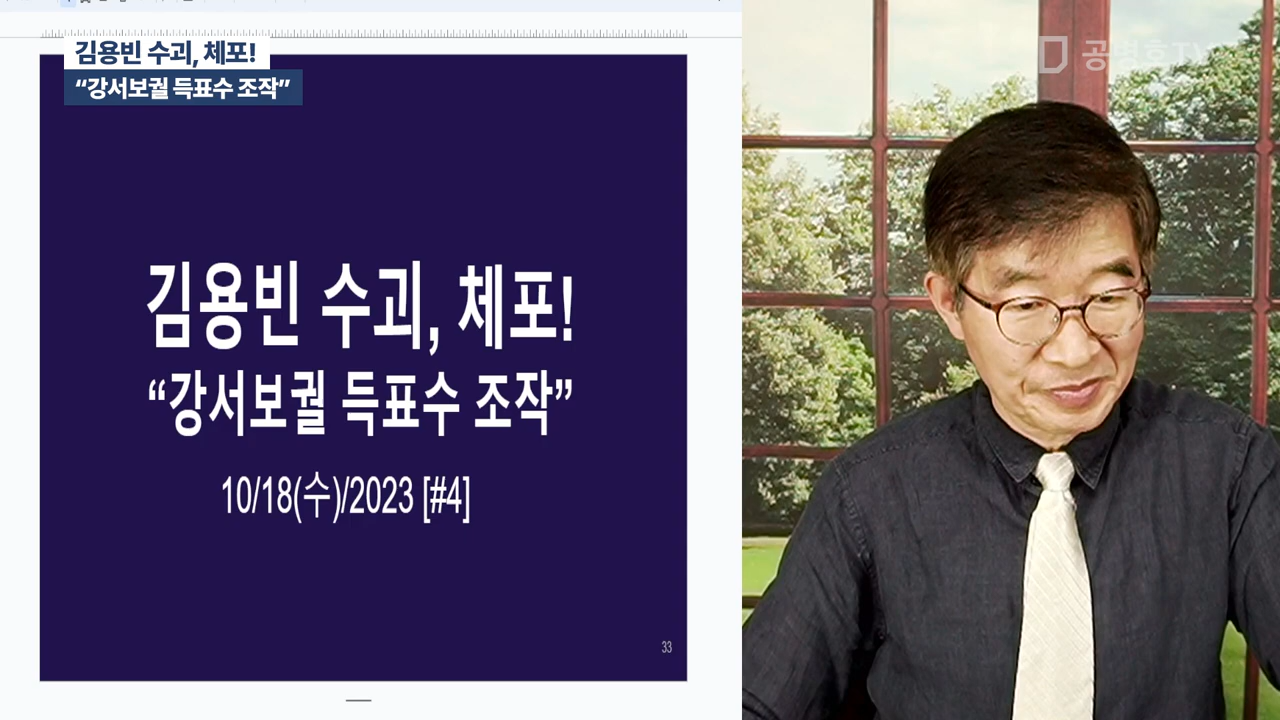 김용빈 수괴, 체포!
“강서보궐 득표수 조작”
공병호TV
김용빈 수괴, 체포!
“강서보궐 득표수 조작”
10/18(수)/2023 [#4]
33